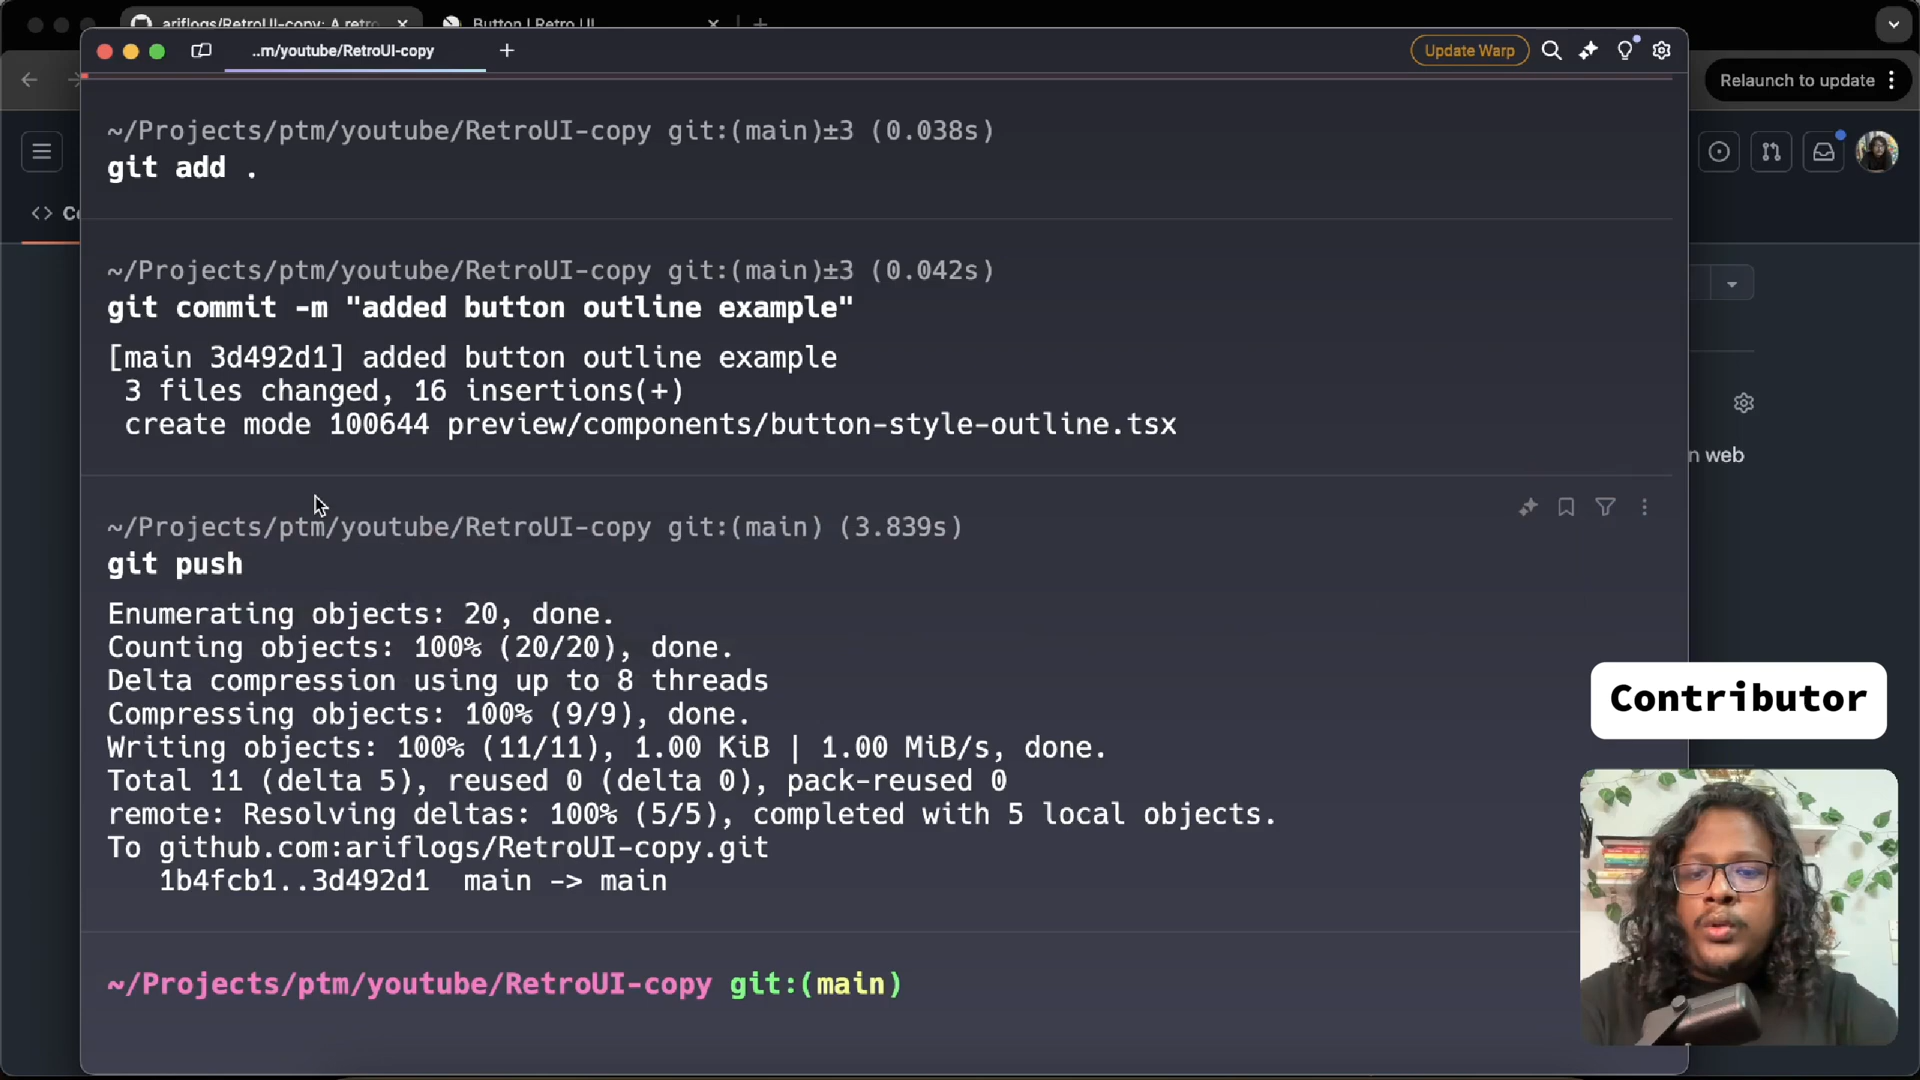 ariflogs/RetroUI-copy: A retro
Button | Retro UI
..m/youtube/RetroUI-copy
Update Warp
Relaunch to update
~/Projects/ptm/youtube/RetroUI-copy git:(main)±3 (0.038s)
git add .
~/Projects/ptm/youtube/RetroUI-copy git:(main)±3 (0.042s)
git commit -m "added button outline example"
[main 3d492d1] added button outline example
3 files changed, 16 insertions(+)
create mode 100644 preview/components/button-style-outline.tsx
n web
~/Projects/ptm/youtube/RetroUI-copy git:(main) (3.839s)
git push
Enumerating objects: 20, done.
Counting objects: 100% (20/20), done.
Delta compression using up to 8 threads
Compressing objects: 100% (9/9), done.
Writing objects: 100% (11/11), 1.00 KiB | 1.00 MiB/s, done.
Total 11 (delta 5), reused 0 (delta 0), pack-reused 0
remote: Resolving deltas: 100% (5/5), completed with 5 local objects.
To github.com:ariflogs/RetroUI-copy.git
1b4fcb1..3d492d1 main -> main
Contributor
~/Projects/ptm/youtube/RetroUI-copy git:(main)